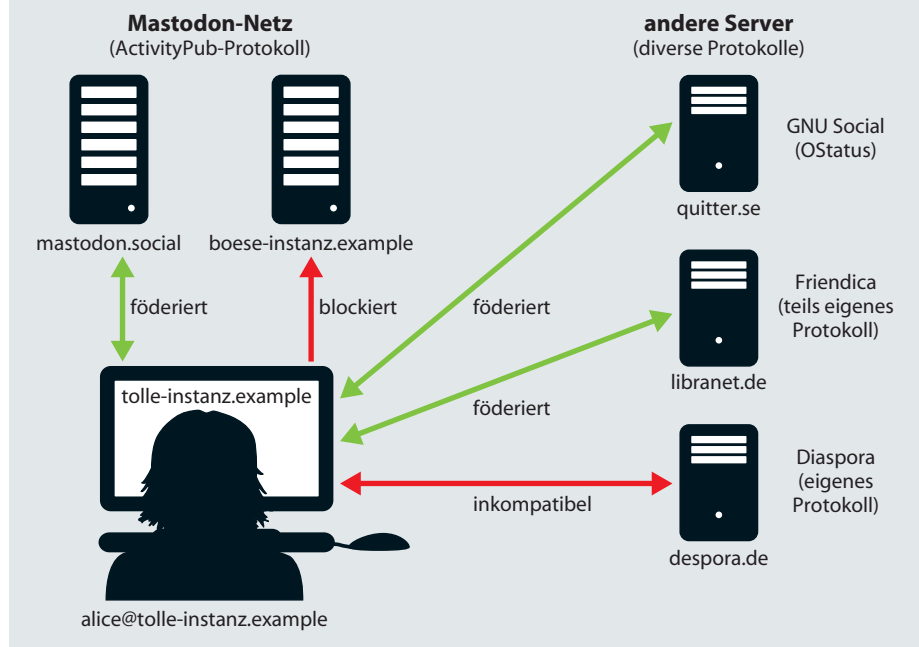 Mastodon-Netz
(ActivityPub-Protokoll)
andere Server
(diverse Protokolle)
GNU Social
(OStatus)
quitter.se
mastodon.social
boese-instanz.example
föderiert
blockiert
föderiert
Friendica
(teils eigenes
Protokoll)
libranet.de
tolle-instanz.example
föderiert
Diaspora
(eigenes
Protokoll)
inkompatibel
despora.de
alice@tolle-instanz.example